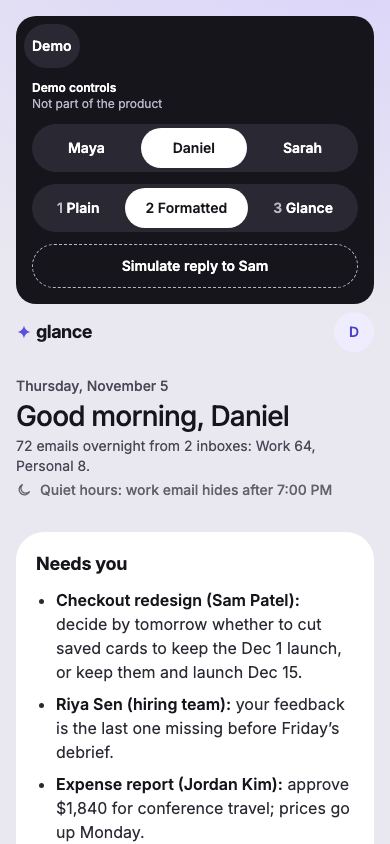 Demo
Demo controls
Not part of the product
Maya Daniel Sarah
1 Plain 2 Formatted 3 Glance
Simulate reply to Sam
glance D
Thursday, November 5
Good morning, Daniel
72 emails overnight from 2 inboxes: Work 64,
Personal 8.
Quiet hours: work email hides after 7:00 PM
Needs you
• Checkout redesign (Sam Patel):
decide by tomorrow whether to cut
saved cards to keep the Dec 1 launch,
or keep them and launch Dec 15.
• Riya Sen (hiring team): your feedback
is the last one missing before Friday’s
debrief.
• Expense report (Jordan Kim): approve
$1,840 for conference travel; prices go
up Monday.